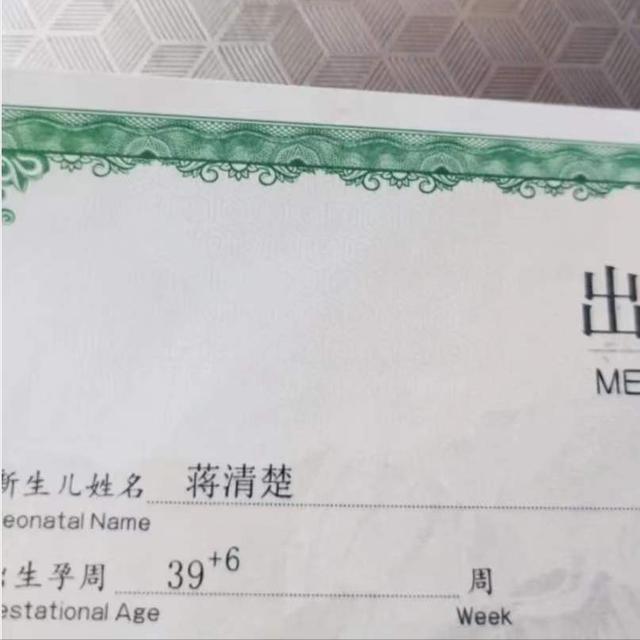 出
ME
新生儿姓名 蒋清楚
eonatal Name
出生孕周 39+6 周
estational Age Week